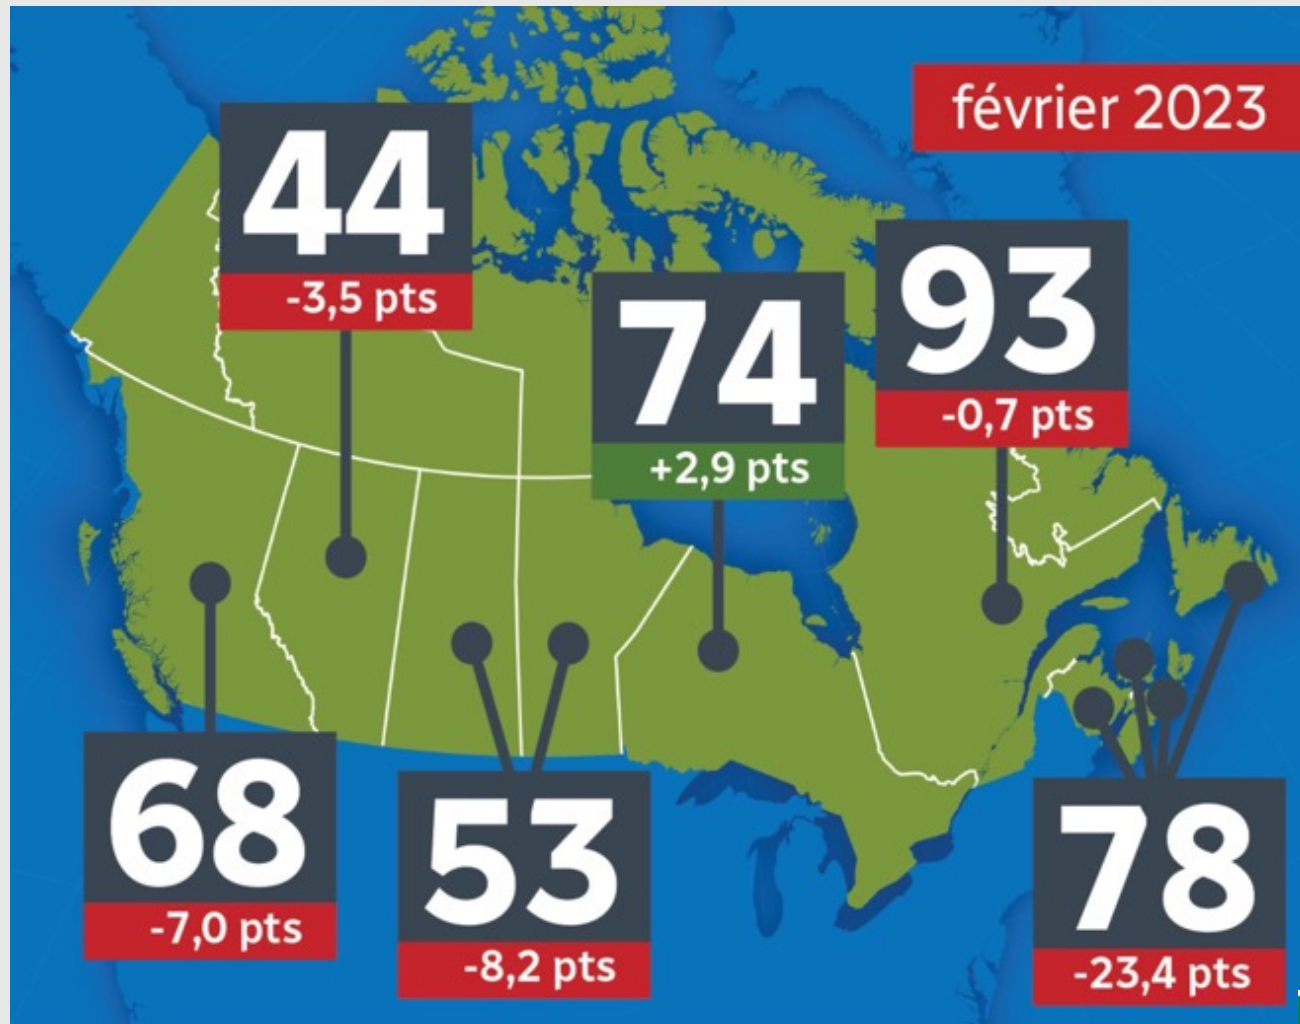 février 2023
44
-3,5 pts
93
-0,7 pts
74
+2,9 pts
68
-7,0 pts
53
-8,2 pts
78
-23,4 pts